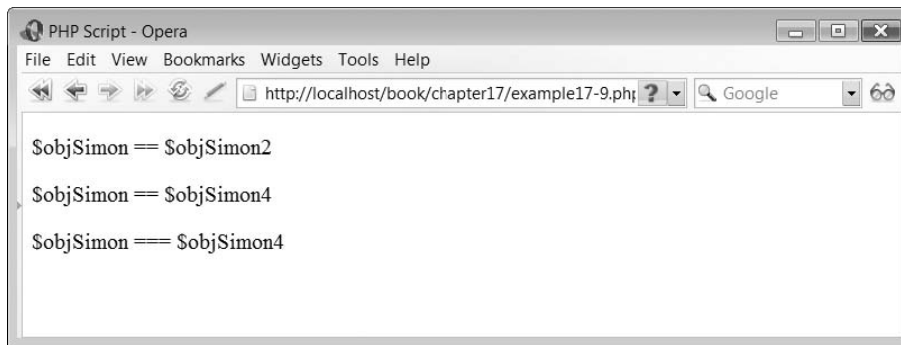 PHP Script - Opera
File Edit View Bookmarks Widgets Tools Help
http://localhost/book/chapter17/example17-9.php ? Google
$objSimon == $objSimon2
$objSimon == $objSimon4
$objSimon === $objSimon4